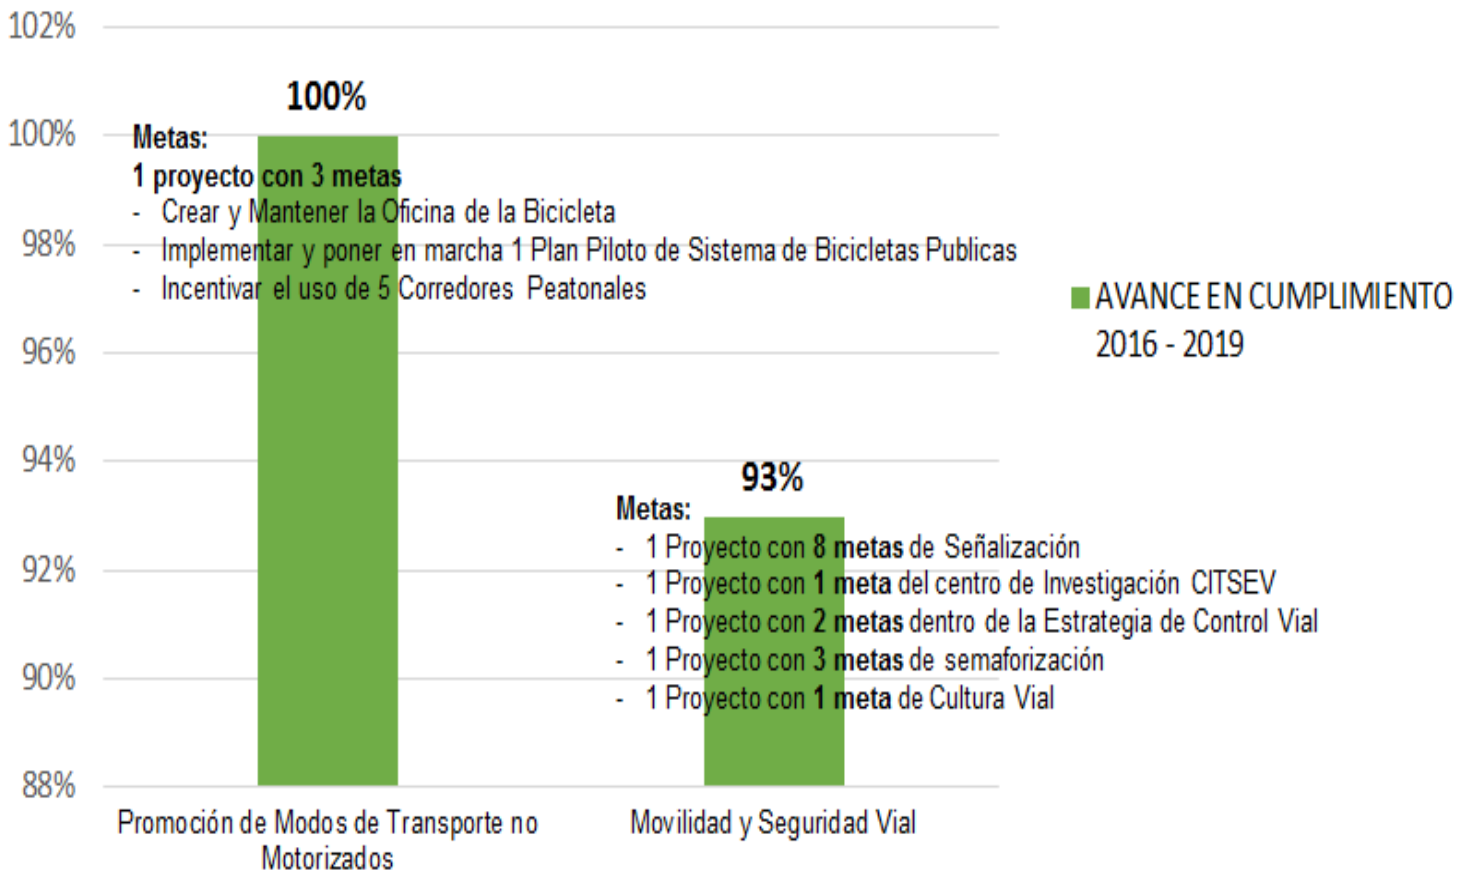 102%
100%
100%
Metas:
1 proyecto con 3 metas
- Crear y Mantener la Oficina de la Bicicleta
98%
- Implementar y poner en marcha 1 Plan Piloto de Sistema de Bicicletas Publicas
- Incentivar el uso de 5 Corredores Peatonales
AVANCE EN CUMPLIMIENTO
2016 - 2019
96%
94%
93%
Metas:
- 1 Proyecto con 8 metas de Señalización
92%
- 1 Proyecto con 1 meta del centro de Investigación CITSEV
- 1 Proyecto con 2 metas dentro de la Estrategia de Control Vial
- 1 Proyecto con 3 metas de semaforización
90%
- 1 Proyecto con 1 meta de Cultura Vial
88%
Promoción de Modos de Transporte no
Motorizados
Movilidad y Seguridad Vial